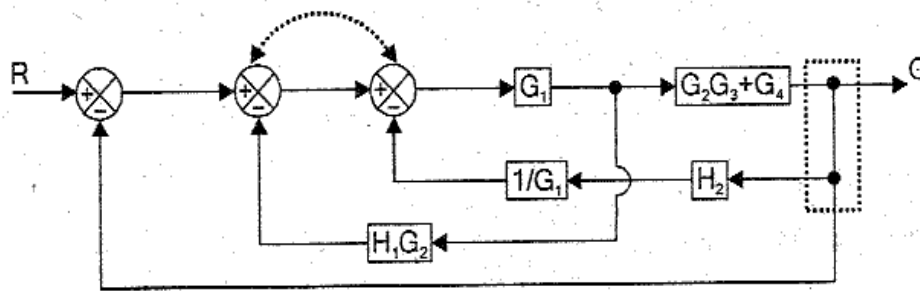 R
+
-
+
-
+
-
G₁
G₂G₃+G₄
1/G₁
H₂
H₁G₂